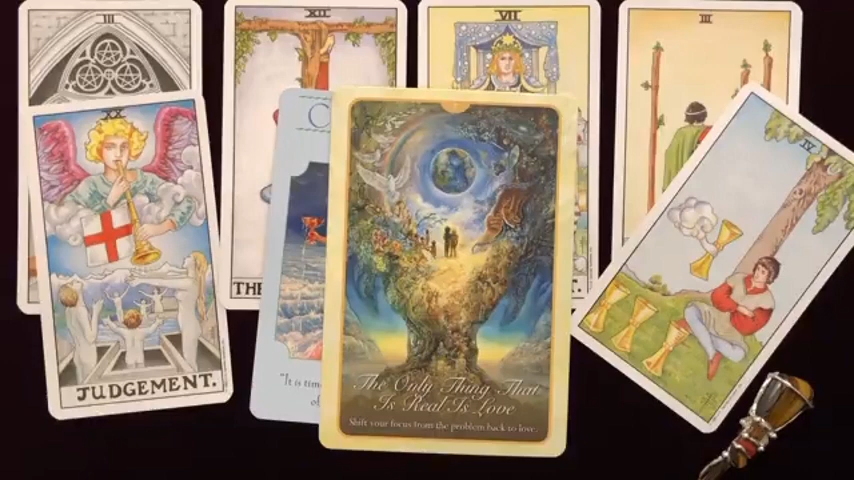 III
XII
VII
III
XX
IV
C
THE
T.
JUDGEMENT.
"It is time
The Only Thing That
Is Real Is Love
Shift your focus from the problem back to love.